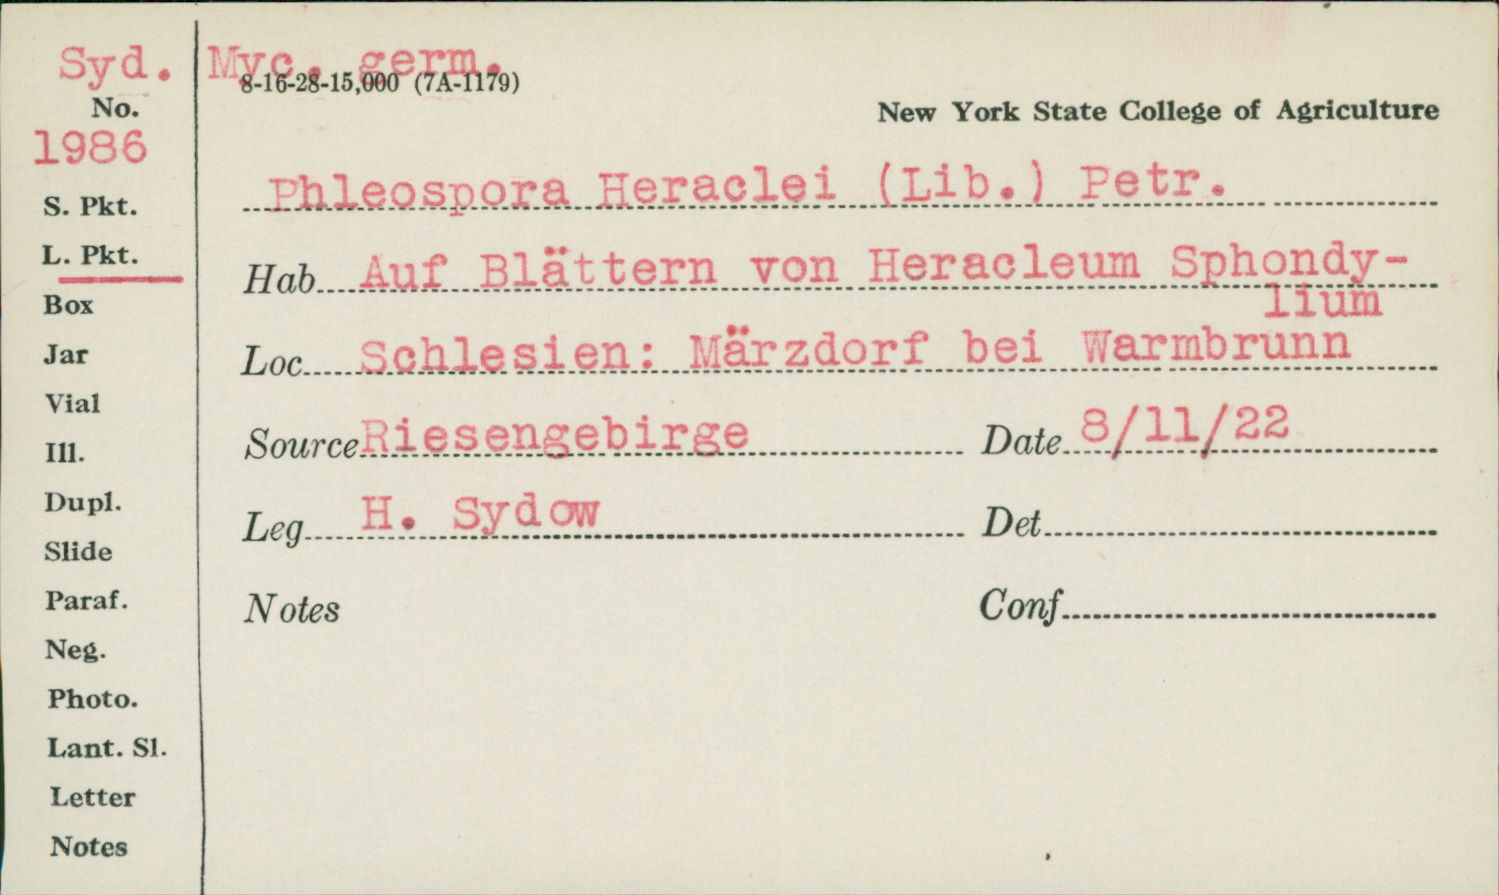 Syd. Myc. germ.
8-16-28-15,000 (7A-1179)
No.
New York State College of Agriculture
1986
Phleospora Heraclei (Lib.) Petr.
S. Pkt.
L. Pkt.
Hab. Auf Blättern von Heracleum Sphondy-
lium
Box
Loc. Schlesien: Märzdorf bei Warmbrunn
Jar
Vial
Source Riesengebirge Date 8/11/22
Ill.
Dupl.
Leg. H. Sydow Det.
Slide
Paraf.
Notes Conf.
Neg.
Photo.
Lant. Sl.
Letter
Notes